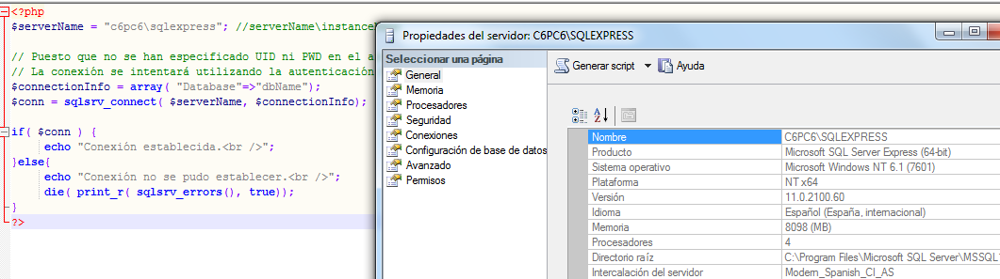 <?php
$serverName = "c6pc6\sqlexpress"; //serverName\instance
// Puesto que no se han especificado UID ni PWD en el a
// La conexión se intentará utilizando la autenticación
$connectionInfo = array( "Database"=>"dbName");
$conn = sqlsrv_connect( $serverName, $connectionInfo);
if( $conn ) {
echo "Conexión establecida.<br />";
}else{
echo "Conexión no se pudo establecer.<br />";
die( print_r( sqlsrv_errors(), true));
}
?>
Propiedades del servidor: C6PC6\SQLEXPRESS
Seleccionar una página
General
Memoria
Procesadores
Seguridad
Conexiones
Configuración de base de datos
Avanzado
Permisos
Generar script Ayuda
Nombre C6PC6\SQLEXPRESS
Producto Microsoft SQL Server Express (64-bit)
Sistema operativo Microsoft Windows NT 6.1 (7601)
Plataforma NT x64
Versión 11.0.2100.60
Idioma Español (España, internacional)
Memoria 8098 (MB)
Procesadores 4
Directorio raíz C:\Program Files\Microsoft SQL Server\MSSQL
Intercalación del servidor Modern_Spanish_CI_AS